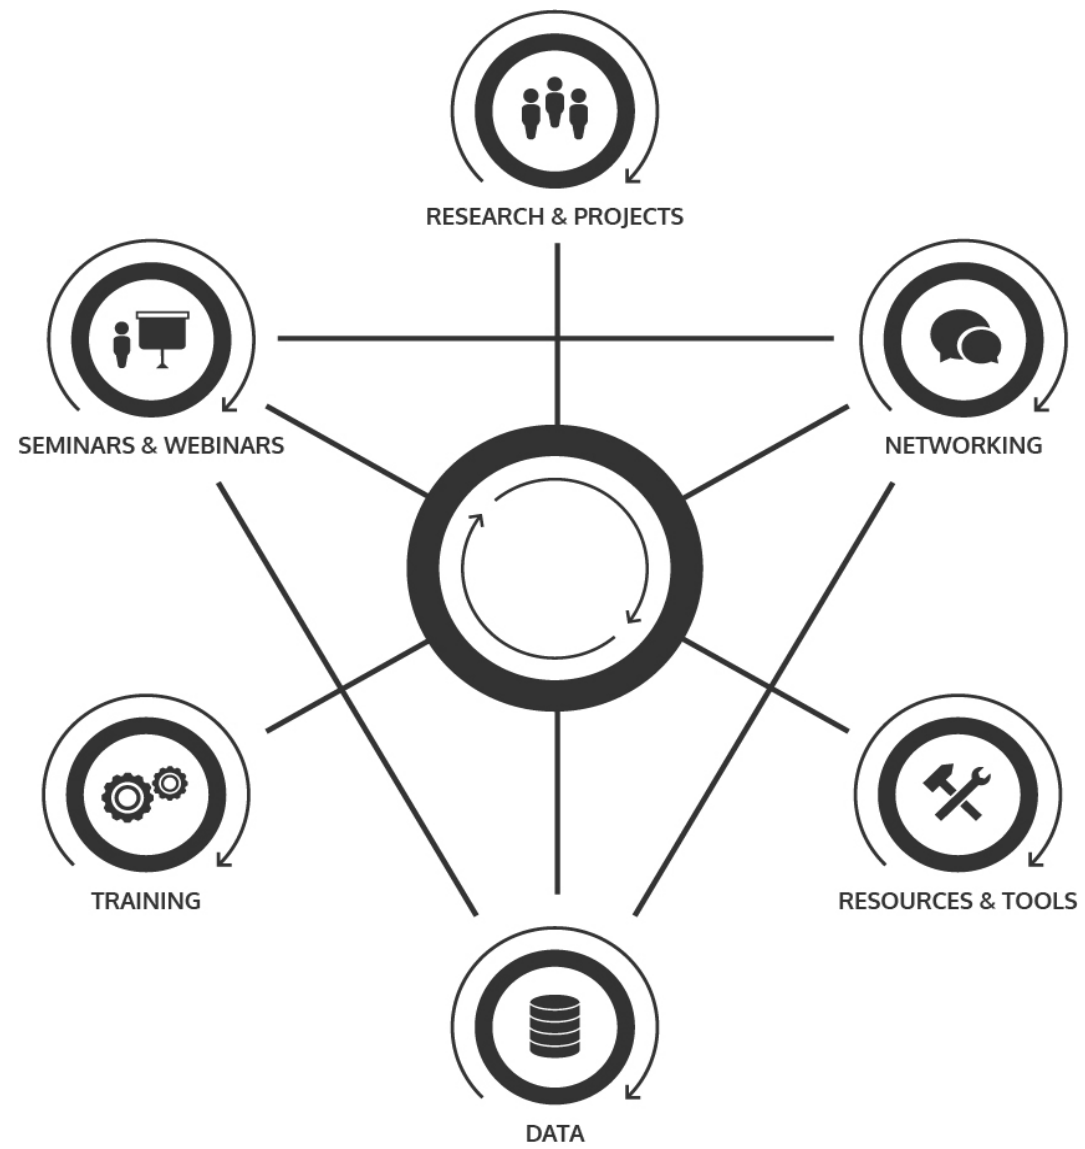 RESEARCH & PROJECTS
SEMINARS & WEBINARS
NETWORKING
TRAINING
RESOURCES & TOOLS
DATA